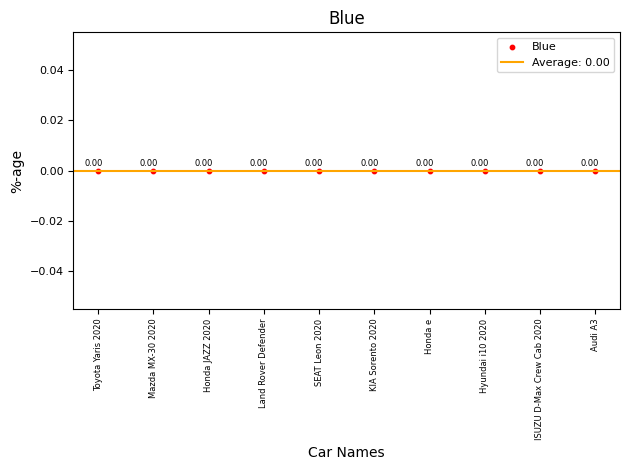 Blue
Blue
Average: 0.00
%-age
0.04
0.02
0.00
−0.02
−0.04
0.00 0.00 0.00 0.00 0.00 0.00 0.00 0.00 0.00 0.00
Toyota Yaris 2020
Mazda MX-30 2020
Honda JAZZ 2020
Land Rover Defender
SEAT Leon 2020
KIA Sorento 2020
Honda e
Hyundai i10 2020
ISUZU D-Max Crew Cab 2020
Audi A3
Car Names